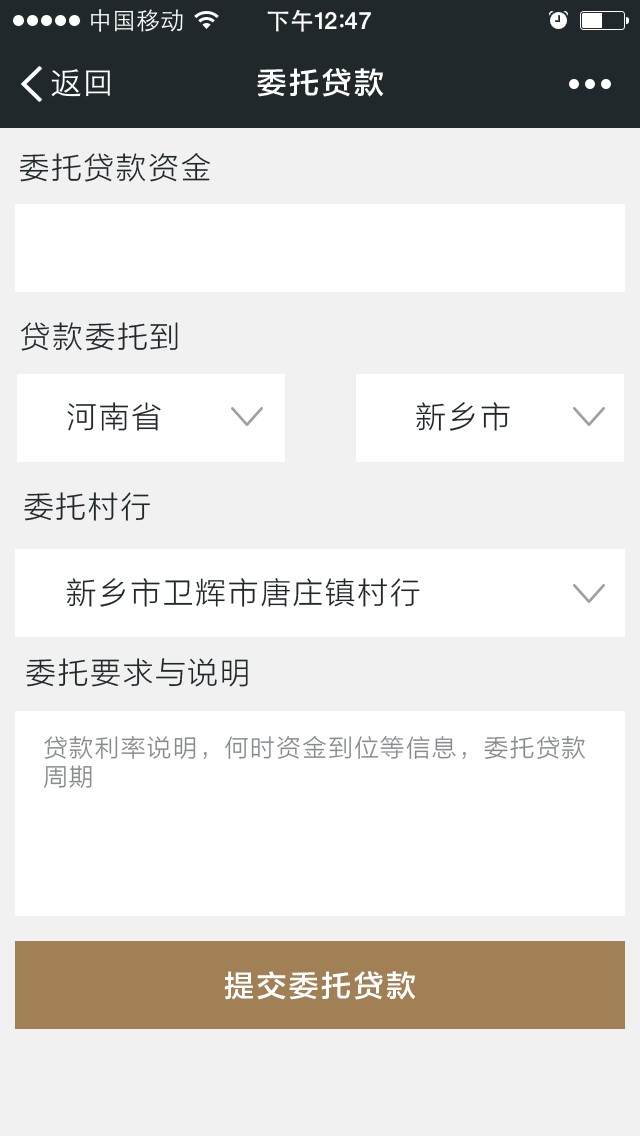 中国移动 下午12:47
返回 委托贷款
委托贷款资金
贷款委托到
河南省 新乡市
委托村行
新乡市卫辉市唐庄镇村行
委托要求与说明
贷款利率说明，何时资金到位等信息，委托贷款
周期
提交委托贷款